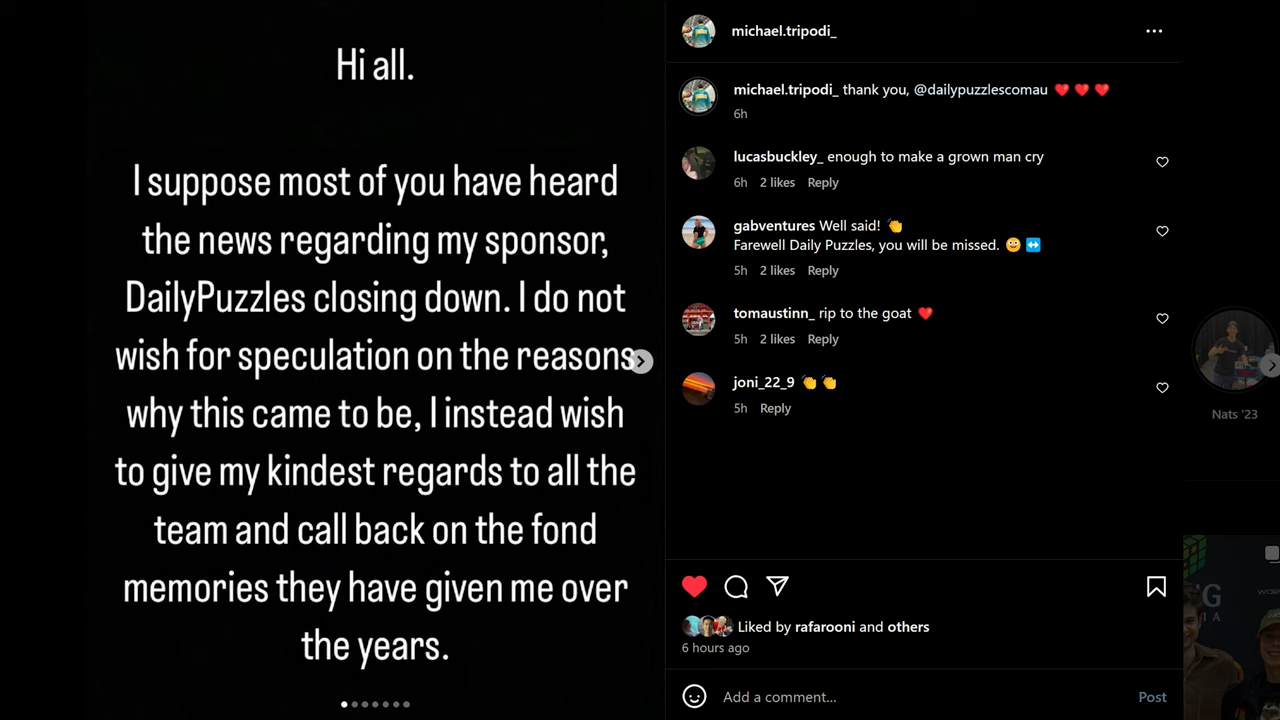 Hi all.
I suppose most of you have heard
the news regarding my sponsor,
DailyPuzzles closing down. I do not
wish for speculation on the reasons
why this came to be, I instead wish
to give my kindest regards to all the
team and call back on the fond
memories they have given me over
the years.
michael.tripodi_
michael.tripodi_ thank you, @dailypuzzlescomau ❤️ ❤️ ❤️
6h
lucasbuckley_ enough to make a grown man cry
6h 2 likes Reply
gabventures Well said! 👏
Farewell Daily Puzzles, you will be missed. 🙂 ↔️
5h 2 likes Reply
tomaustinn_ rip to the goat ❤️
5h 2 likes Reply
joni_22_9 👏 👏
5h Reply
Liked by rafarooni and others
6 hours ago
Add a comment...
Post
Nats '23